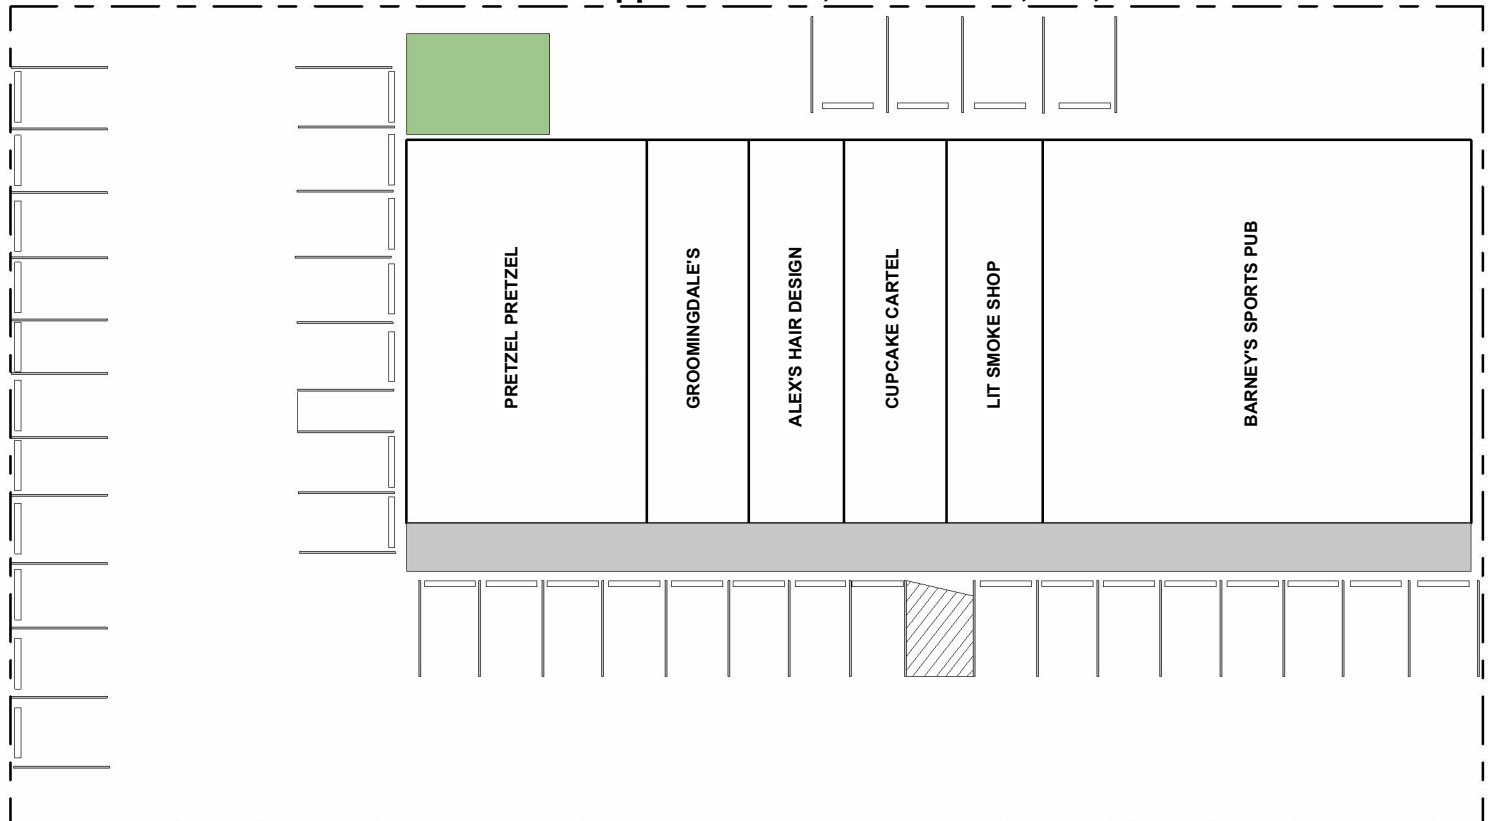 PRETZEL PRETZEL
GROOMINGDALE'S
ALEX'S HAIR DESIGN
CUPCAKE CARTEL
LIT SMOKE SHOP
BARNEY'S SPORTS PUB